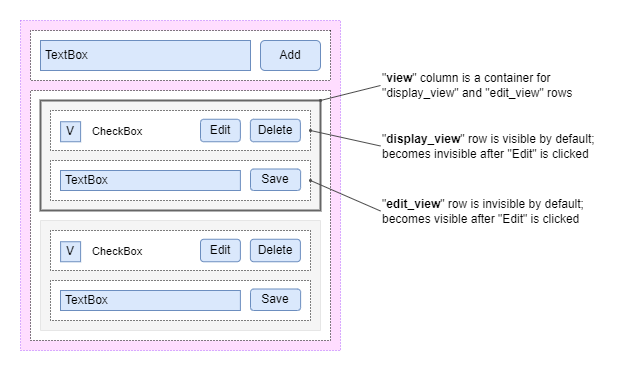 TextBox
Add
"view" column is a container for
"display_view" and "edit_view" rows
V
CheckBox
Edit
Delete
"display_view" row is visible by default;
becomes invisible after "Edit" is clicked
TextBox
Save
"edit_view" row is invisible by default;
becomes visible after "Edit" is clicked
V
CheckBox
Edit
Delete
TextBox
Save